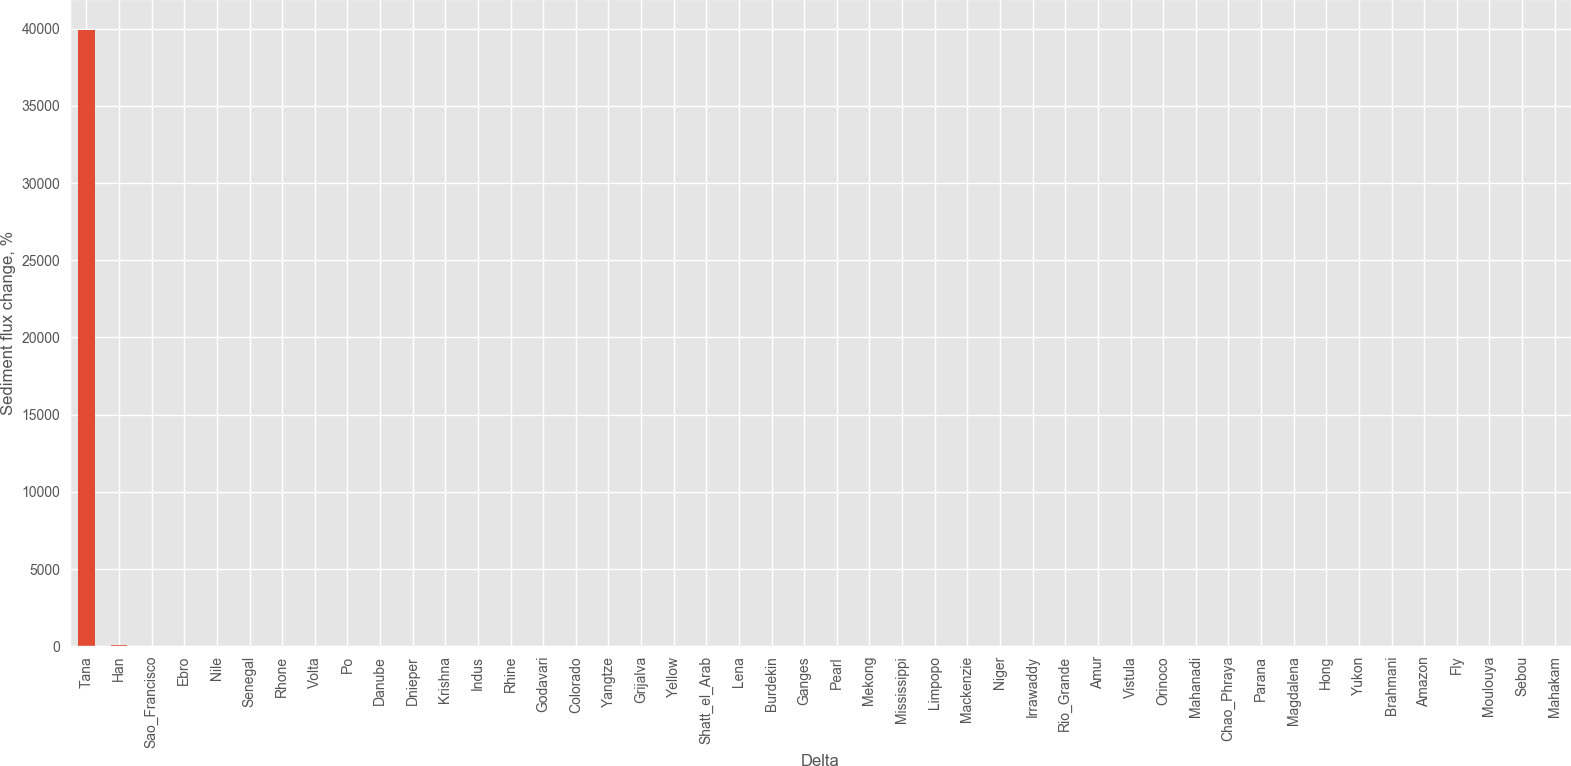 40000
35000
30000
25000
20000
15000
10000
5000
0
Sediment flux change, %
Tana
Han
Sao_Francisco
Ebro
Nile
Senegal
Rhone
Volta
Po
Danube
Dnieper
Krishna
Indus
Rhine
Godavari
Colorado
Yangtze
Grijalva
Yellow
Shatt_el_Arab
Lena
Burdekin
Ganges
Pearl
Mekong
Mississippi
Limpopo
Mackenzie
Niger
Irrawaddy
Rio_Grande
Amur
Vistula
Orinoco
Mahanadi
Chao_Phraya
Parana
Magdalena
Hong
Yukon
Brahmani
Amazon
Fly
Moulouya
Sebou
Mahakam
Delta